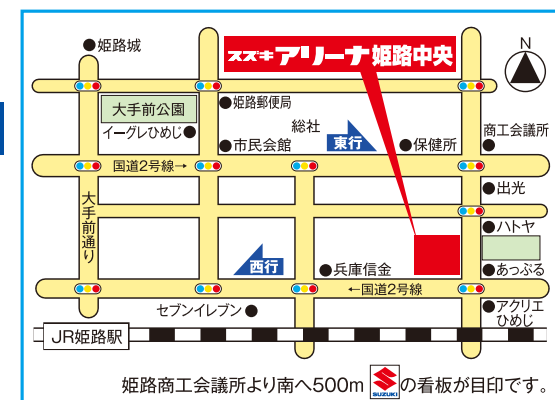 姫路城
スズキアリーナ姫路中央
N
大手前公園
姫路郵便局
イーグレひめじ
市民会館
総社
東行
保健所
商工会議所
国道2号線→
出光
大手前通り
ハトヤ
西行
兵庫信金
あっぷる
←国道2号線
セブンイレブン
アクリエ
ひめじ
JR姫路駅
姫路商工会議所より南へ500m SUZUKI の看板が目印です。